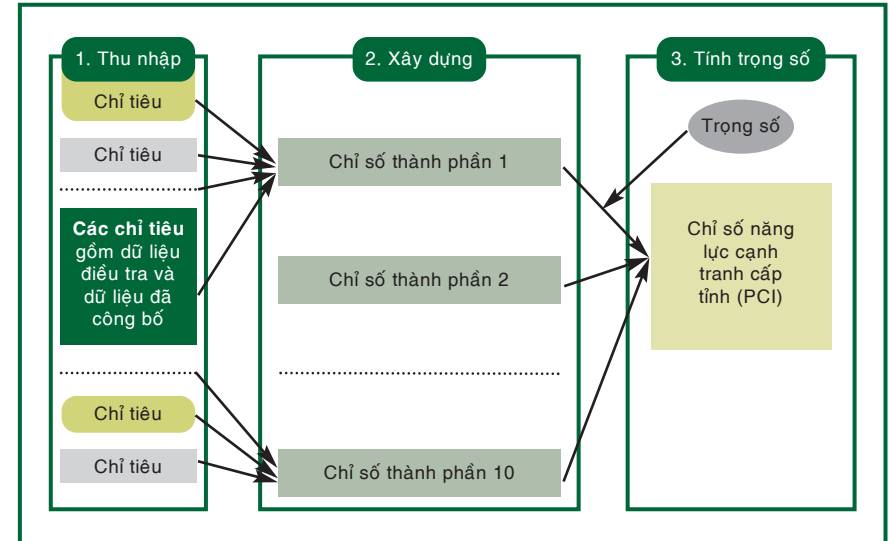 1. Thu nhập
Chỉ tiêu
Chỉ tiêu
Các chỉ tiêu
gồm dữ liệu
điều tra và
dữ liệu đã
công bố
Chỉ tiêu
Chỉ tiêu
2. Xây dựng
Chỉ số thành phần 1
Chỉ số thành phần 2
Chỉ số thành phần 10
3. Tính trọng số
Trọng số
Chỉ số năng
lực cạnh
tranh cấp
tỉnh (PCI)